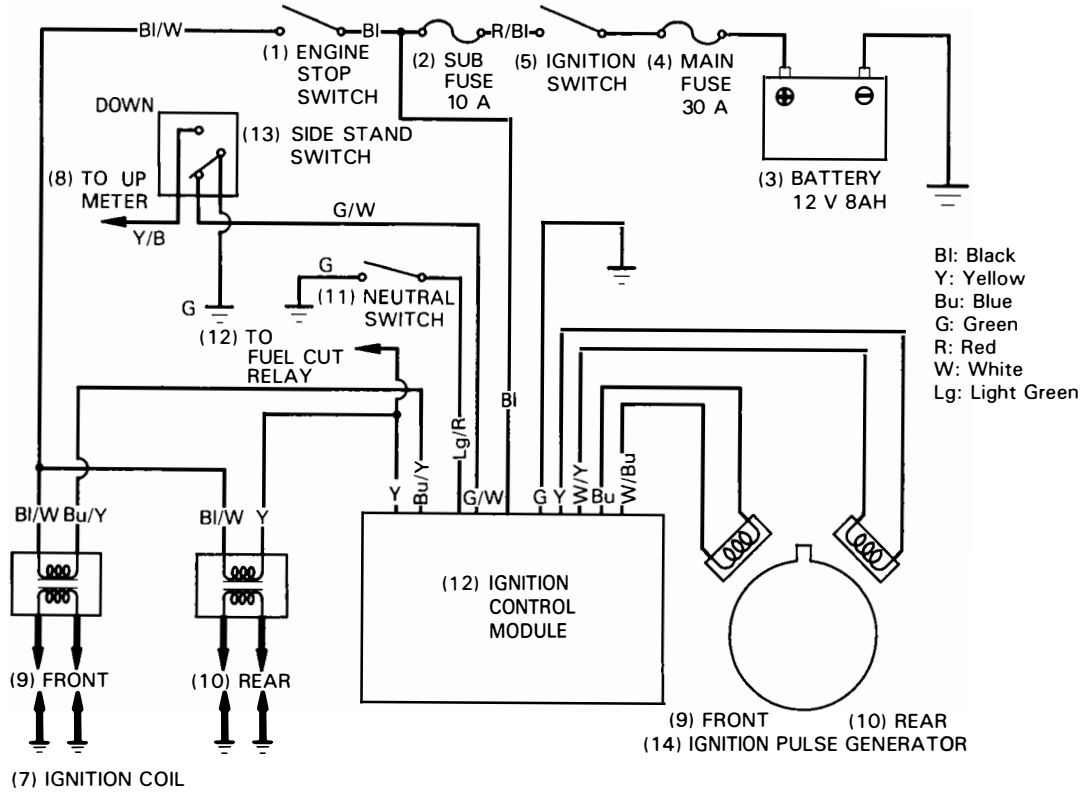 Bl/W
Bl
R/Bl
(1) ENGINE
STOP
SWITCH
(2) SUB
FUSE
10 A
(5) IGNITION
SWITCH
(4) MAIN
FUSE
30 A
DOWN
(13) SIDE STAND
SWITCH
(8) TO UP
METER
Y/B
G/W
(3) BATTERY
12 V 8AH
G
G
(11) NEUTRAL
SWITCH
(12) TO
FUEL CUT
RELAY
Bl: Black
Y: Yellow
Bu: Blue
G: Green
R: Red
W: White
Lg: Light Green
Bl/W
Bu/Y
Bl/W
Y
Y
Bu/Y
Lg/R
G/W
Bl
G
Y
W/Y
Bu
W/Bu
(12) IGNITION
CONTROL
MODULE
(9) FRONT
(10) REAR
(9) FRONT
(10) REAR
(14) IGNITION PULSE GENERATOR
(7) IGNITION COIL